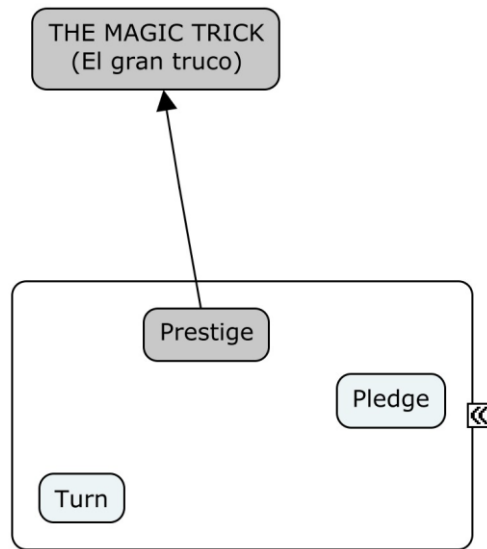 THE MAGIC TRICK
(El gran truco)
Prestige
Pledge
Turn